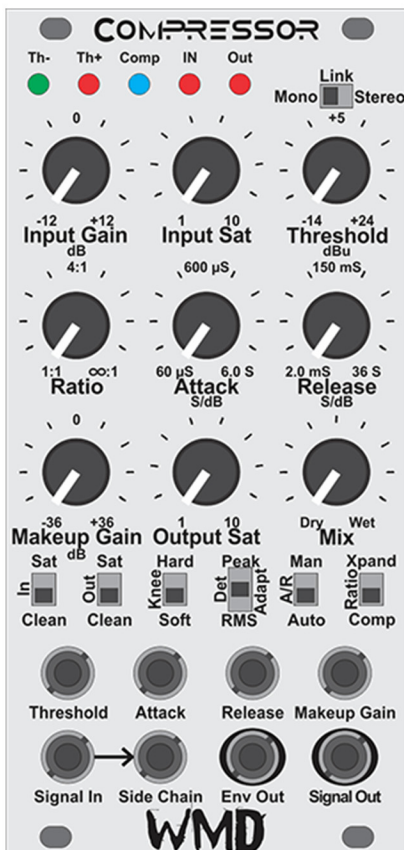 COMPRESSOR
Th- Th+ Comp IN Out
Link
Mono Stereo
0 +5
-12 +12 1 10 -14 +24
Input Gain Input Sat Threshold
dB dBu
4:1 600 µS 150 mS
1:1 ∞:1 60 µS 6.0 S 2.0 mS 36 S
Ratio Attack Release
S/dB S/dB
0
-36 +36 1 10 Dry Wet
Makeup Gain Output Sat Mix
dB
Sat Sat Hard Peak Man Xpand
In Out Knee Det Adapt A/R Ratio
Clean Clean Soft RMS Auto Comp
Threshold Attack Release Makeup Gain
Signal In Side Chain Env Out Signal Out
WMD